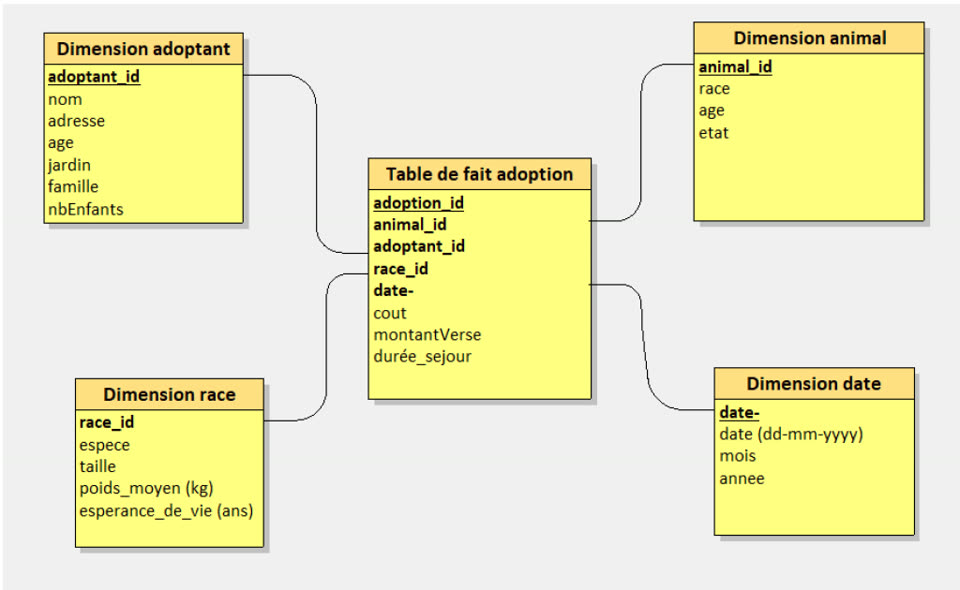 Dimension adoptant
adoptant_id
nom
adresse
age
jardin
famille
nbEnfants
Dimension animal
animal_id
race
age
etat
Table de fait adoption
adoption_id
animal_id
adoptant_id
race_id
date-
cout
montantVerse
durée_sejour
Dimension race
race_id
espece
taille
poids_moyen (kg)
esperance_de_vie (ans)
Dimension date
date-
date (dd-mm-yyyy)
mois
annee